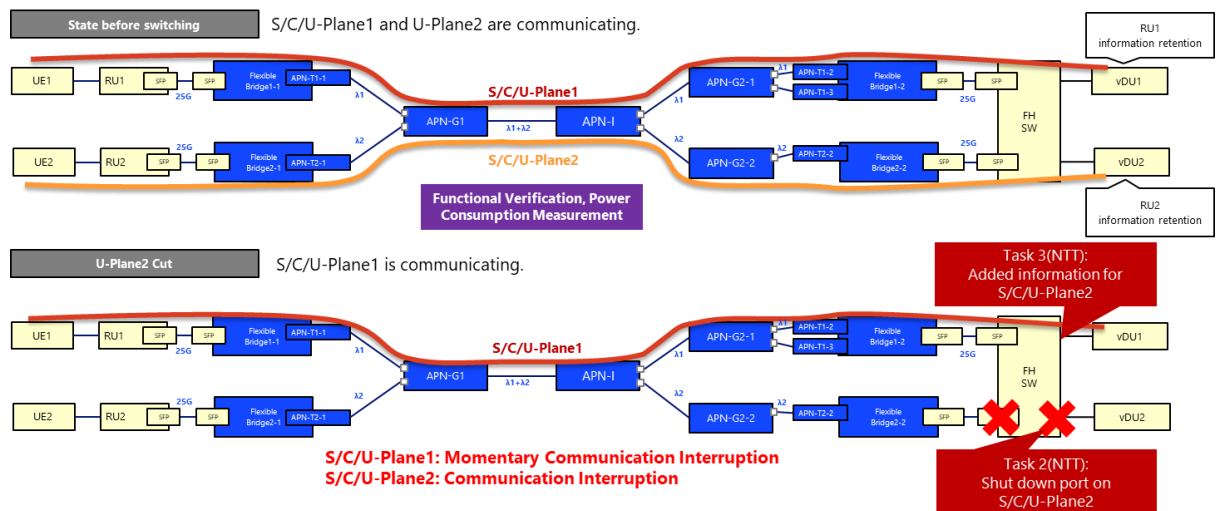 State before switching
S/C/U-Plane1 and U-Plane2 are communicating.
RU1
information retention
UE1
RU1
SFP
SFP
25G
Flexible
Bridge1-1
APN-T1-1
λ1
S/C/U-Plane1
APN-G1
λ1+λ2
APN-I
λ1
APN-G2-1
λ1
APN-T1-2
APN-T1-3
Flexible
Bridge1-2
SFP
SFP
25G
FH
SW
vDU1
UE2
RU2
SFP
SFP
25G
Flexible
Bridge2-1
APN-T2-1
λ2
S/C/U-Plane2
λ2
APN-G2-2
λ2
APN-T2-2
Flexible
Bridge2-2
SFP
SFP
25G
vDU2
Functional Verification, Power
Consumption Measurement
RU2
information retention
U-Plane2 Cut
S/C/U-Plane1 is communicating.
Task 3(NTT):
Added information for
S/C/U-Plane2
UE1
RU1
SFP
SFP
25G
Flexible
Bridge1-1
APN-T1-1
λ1
S/C/U-Plane1
APN-G1
λ1+λ2
APN-I
λ1
APN-G2-1
λ1
APN-T1-2
APN-T1-3
Flexible
Bridge1-2
SFP
SFP
25G
FH
SW
vDU1
UE2
RU2
SFP
SFP
25G
Flexible
Bridge2-1
APN-T2-1
λ2
λ2
APN-G2-2
λ2
APN-T2-2
Flexible
Bridge2-2
SFP
25G
vDU2
S/C/U-Plane1: Momentary Communication Interruption
S/C/U-Plane2: Communication Interruption
Task 2(NTT):
Shut down port on
S/C/U-Plane2